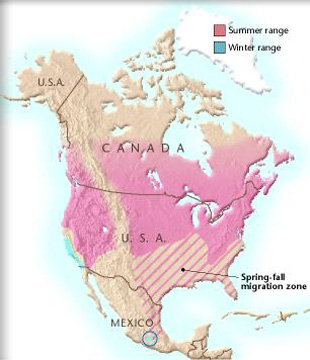 Summer range
Winter range
U.S.A.
CANADA
U.S.A.
Spring-fall
migration zone
MEXICO